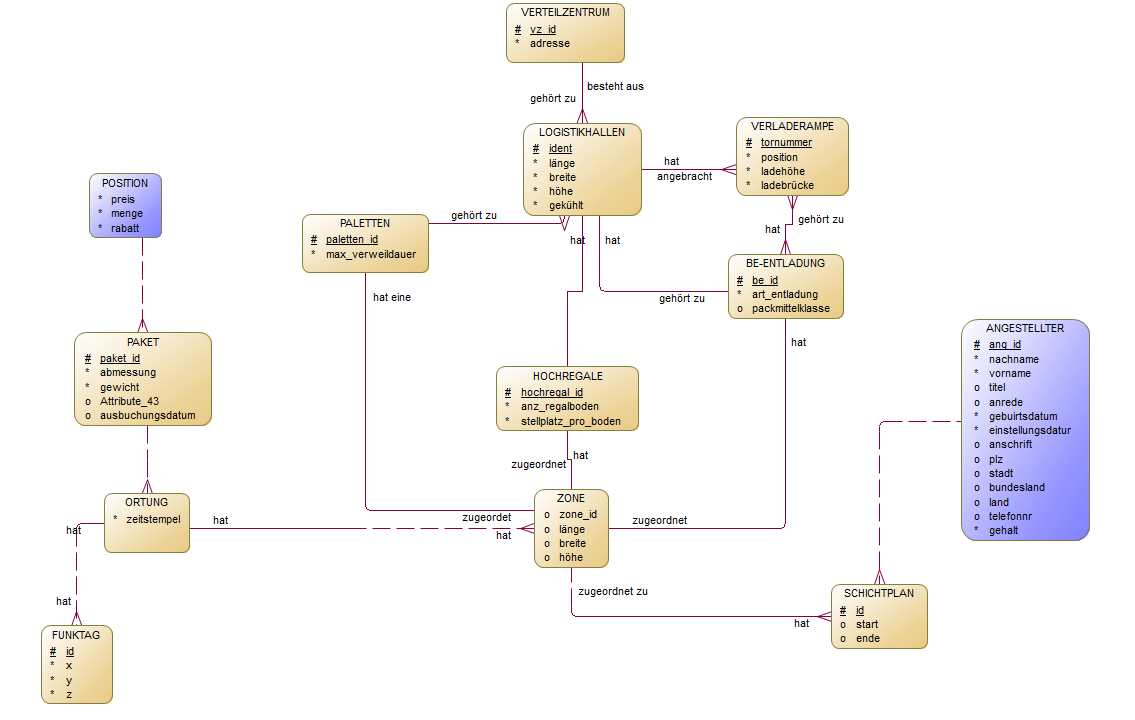 VERTEILZENTRUM
# vz_id
* adresse
besteht aus
gehört zu
LOGISTIKHALLEN
# ident
* länge
* breite
* höhe
* gekühlt
hat
angebracht
VERLADERAMPE
# tornummer
* position
* ladehöhe
* ladebrücke
POSITION
* preis
* menge
* rabatt
PALETTEN
# paletten_id
* max_verweildauer
gehört zu
hat
hat
gehört zu
hat
BE-ENTLADUNG
# be_id
* art_entladung
o packmittelklasse
gehört zu
hat eine
hat
PAKET
# paket_id
* abmessung
* gewicht
o Attribute_43
o ausbuchungsdatum
HOCHREGALE
# hochregal_id
* anz_regalboden
* stellplatz_pro_boden
hat
zugeordnet
ANGESTELLTER
# ang_id
* nachname
* vorname
o titel
o anrede
* gebuirtsdatum
* einstellungsdatur
o anschrift
o plz
o stadt
o bundesland
o land
o telefonnr
* gehalt
ORTUNG
* zeitstempel
hat
hat
zugeordet
hat
ZONE
o zone_id
o länge
o breite
o höhe
zugeordnet
zugeordnet zu
hat
SCHICHTPLAN
# id
o start
o ende
hat
FUNKTAG
# id
* x
* y
* z